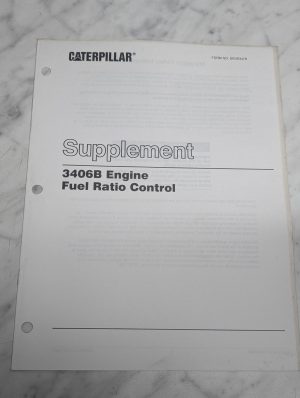 CATERPILLAR®
Supplement
3406B Engine
Fuel Ratio Control